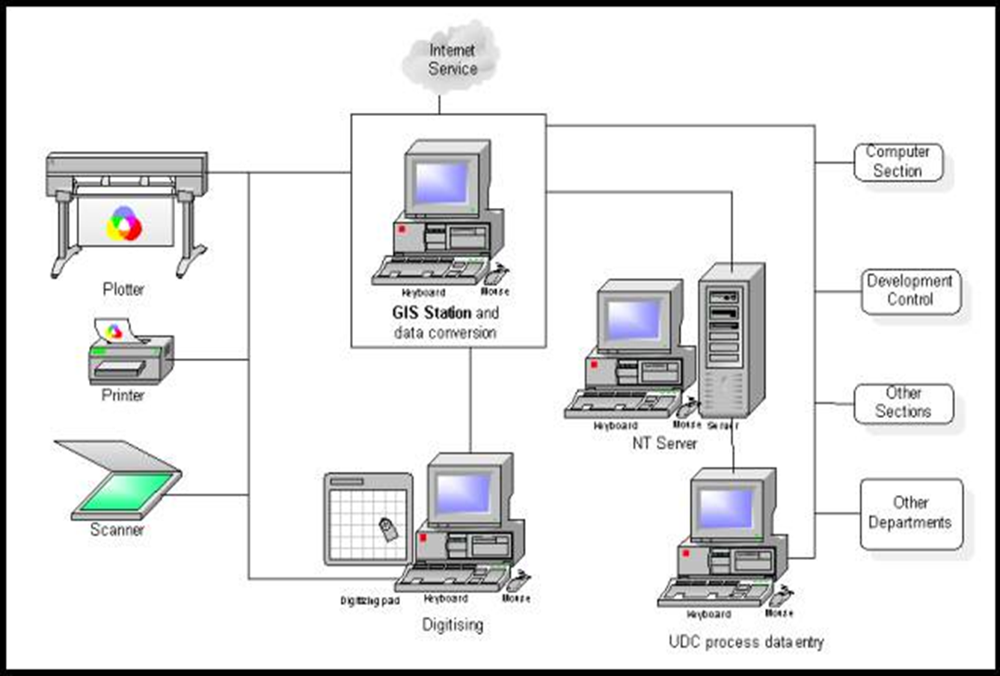 Internet
Service
Computer
Section
Plotter
Keyboard
Mouse
GIS Station and
data conversion
Development
Control
Printer
Other
Sections
Keyboard
Mouse
Server
NT Server
Scanner
Other
Departments
Digitizing pad
Keyboard
Mouse
Digitising
Keyboard
Mouse
UDC process data entry